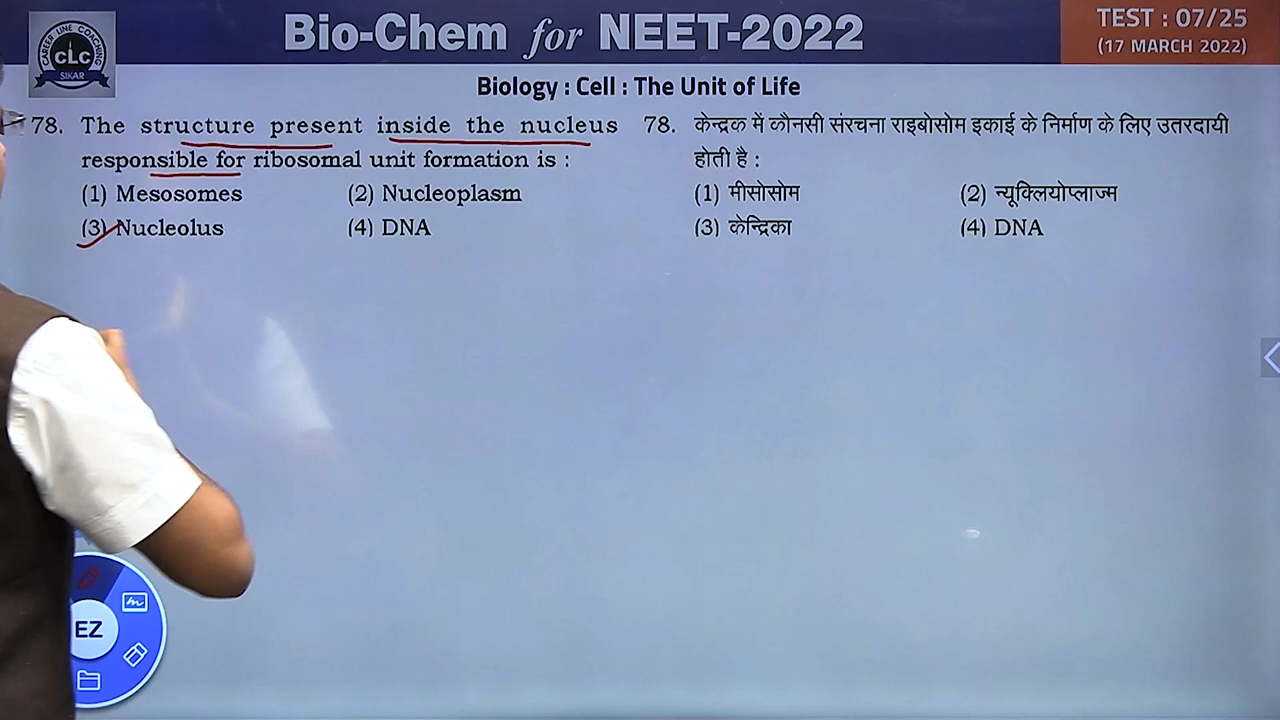 Bio-Chem for NEET-2022
TEST : 07/25
(17 MARCH 2022)
CAREER LINE COACHING
CLC
SIKAR
Biology : Cell : The Unit of Life
78. The structure present inside the nucleus
responsible for ribosomal unit formation is :
(1) Mesosomes (2) Nucleoplasm
(3) Nucleolus (4) DNA
78. केन्द्रक में कौनसी संरचना राइबोसोम इकाई के निर्माण के लिए उतरदायी
होती है :
(1) मीसोसोम (2) न्यूक्लियोप्लाज्म
(3) केन्द्रिका (4) DNA
EZ